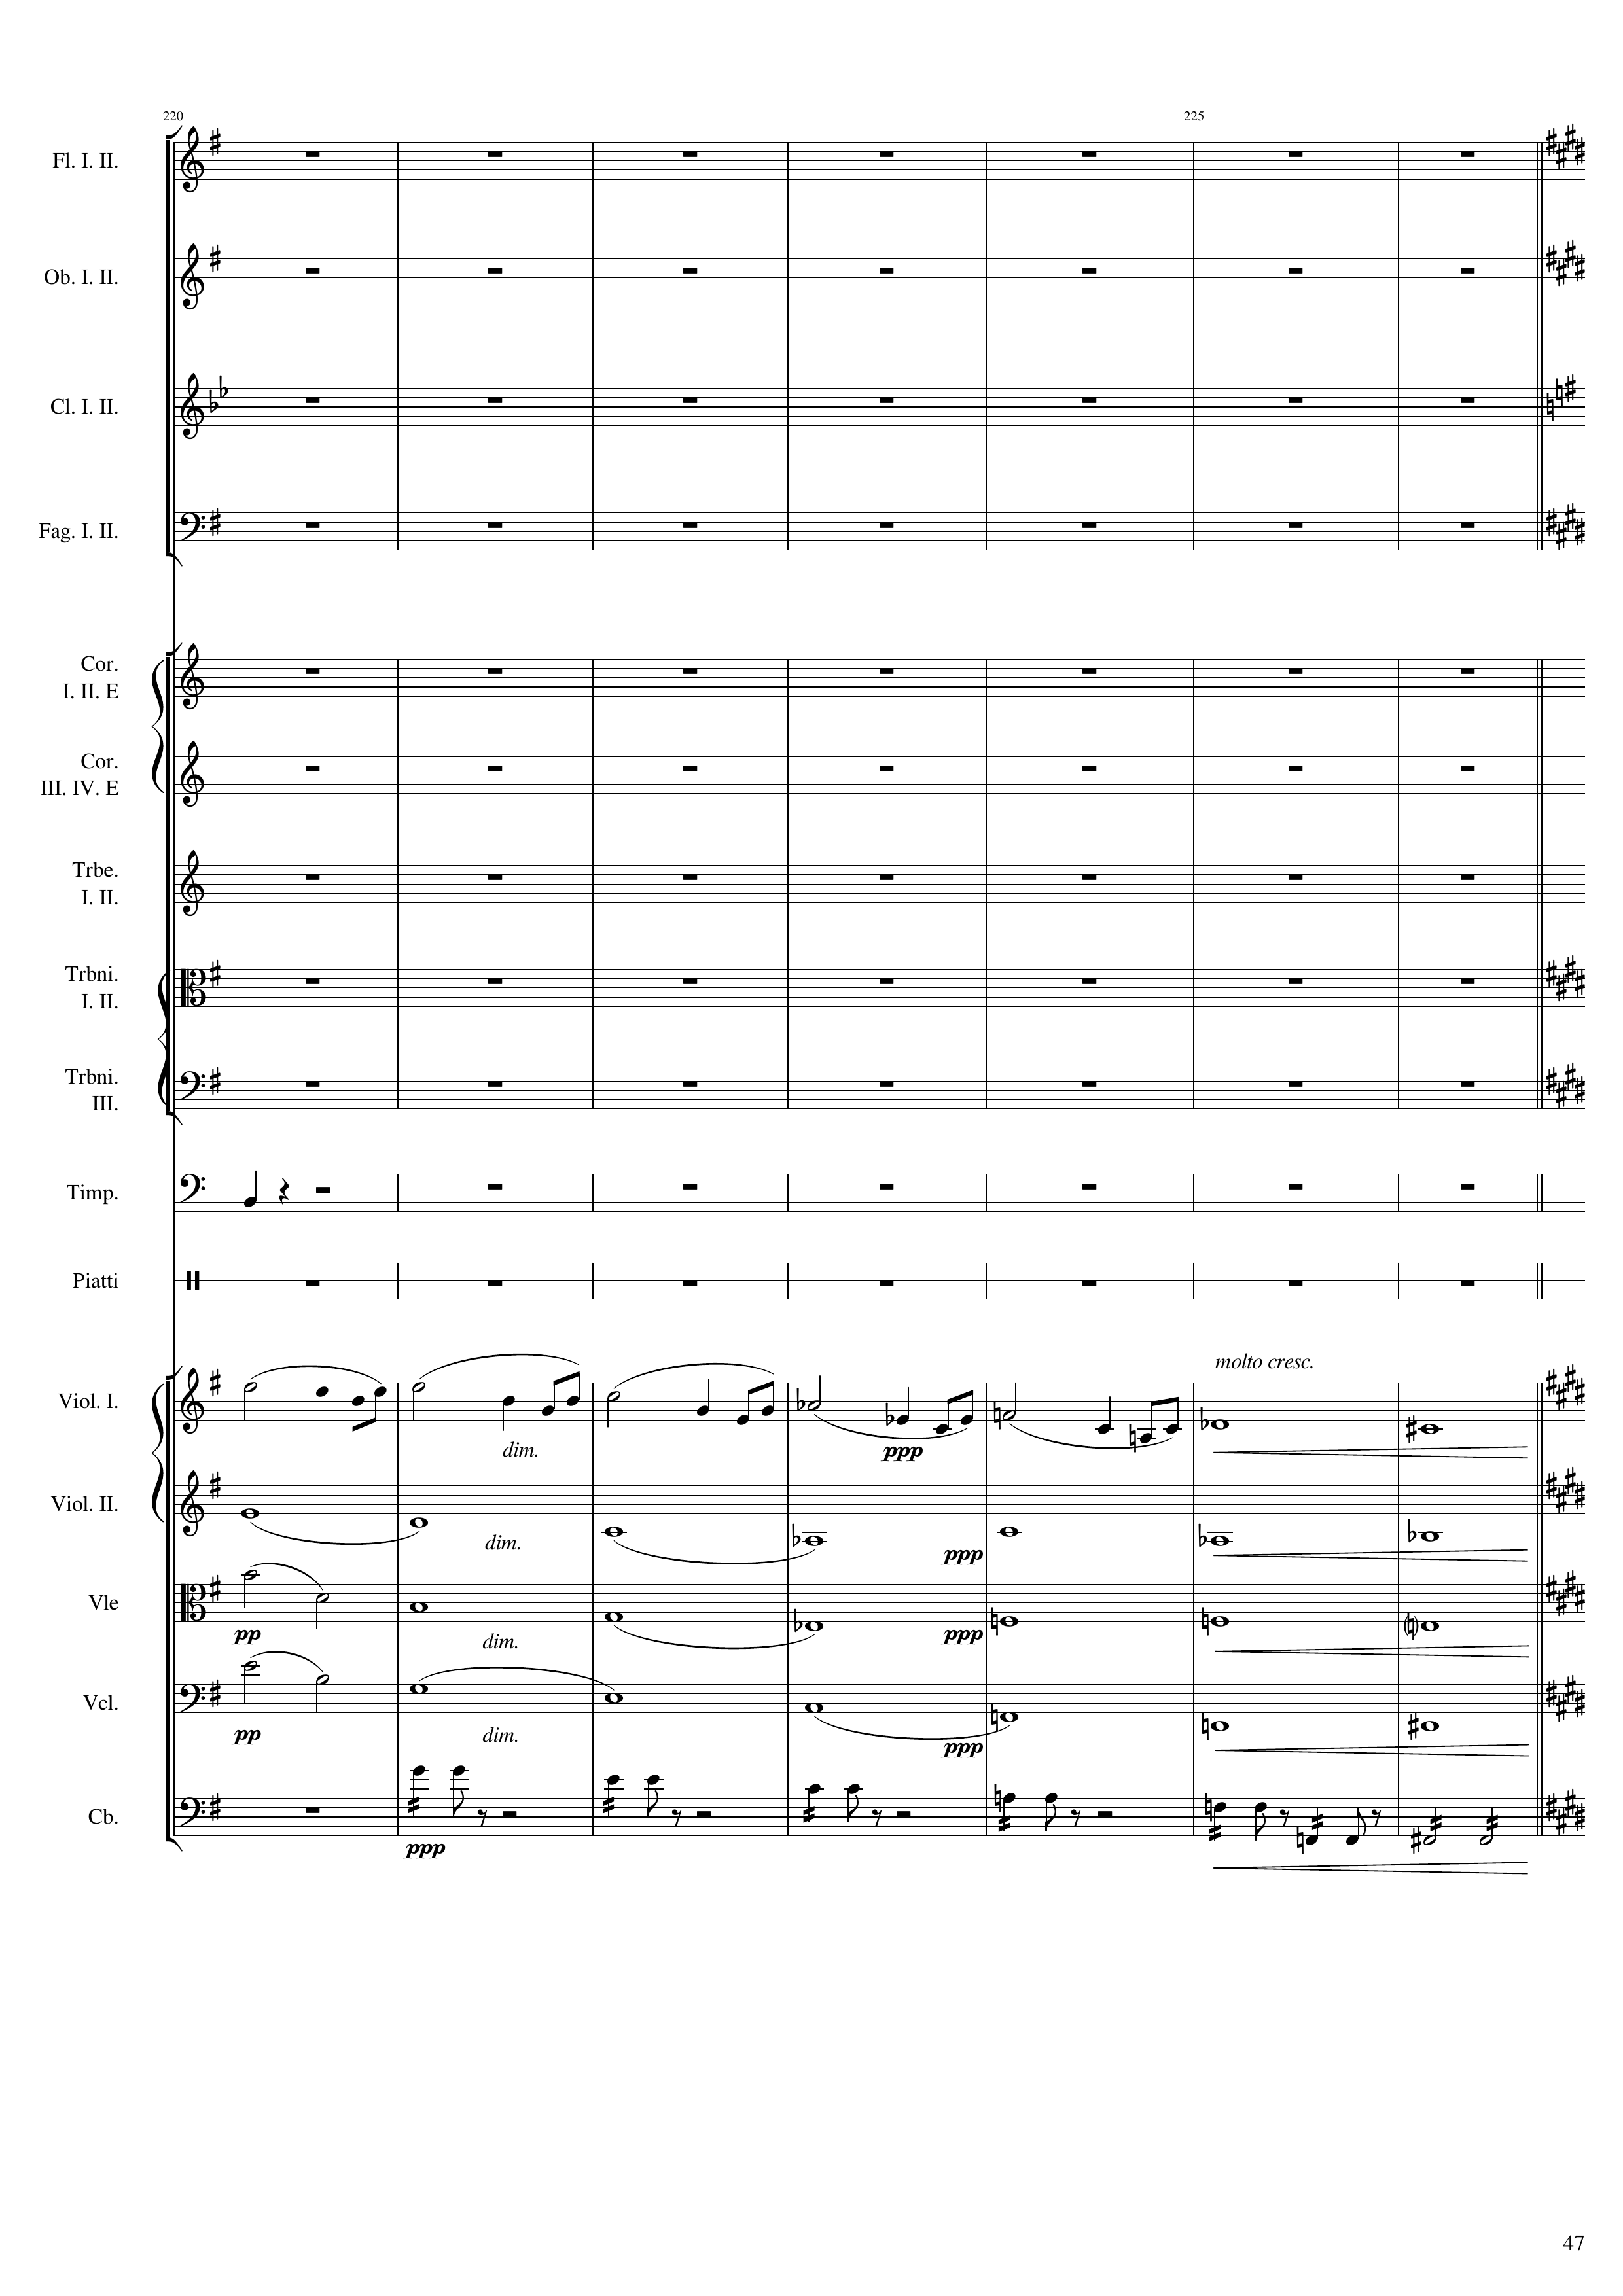 220
225
Fl. I. II.
Ob. I. II.
Cl. I. II.
Fag. I. II.
Cor.
I. II. E
Cor.
III. IV. E
Trbe.
I. II.
Trbni.
I. II.
Trbni.
III.
Timp.
Piatti
molto cresc.
Viol. I.
dim.
ppp
Viol. II.
dim.
ppp
Vle
pp
dim.
ppp
Vcl.
pp
dim.
ppp
Cb.
ppp
47